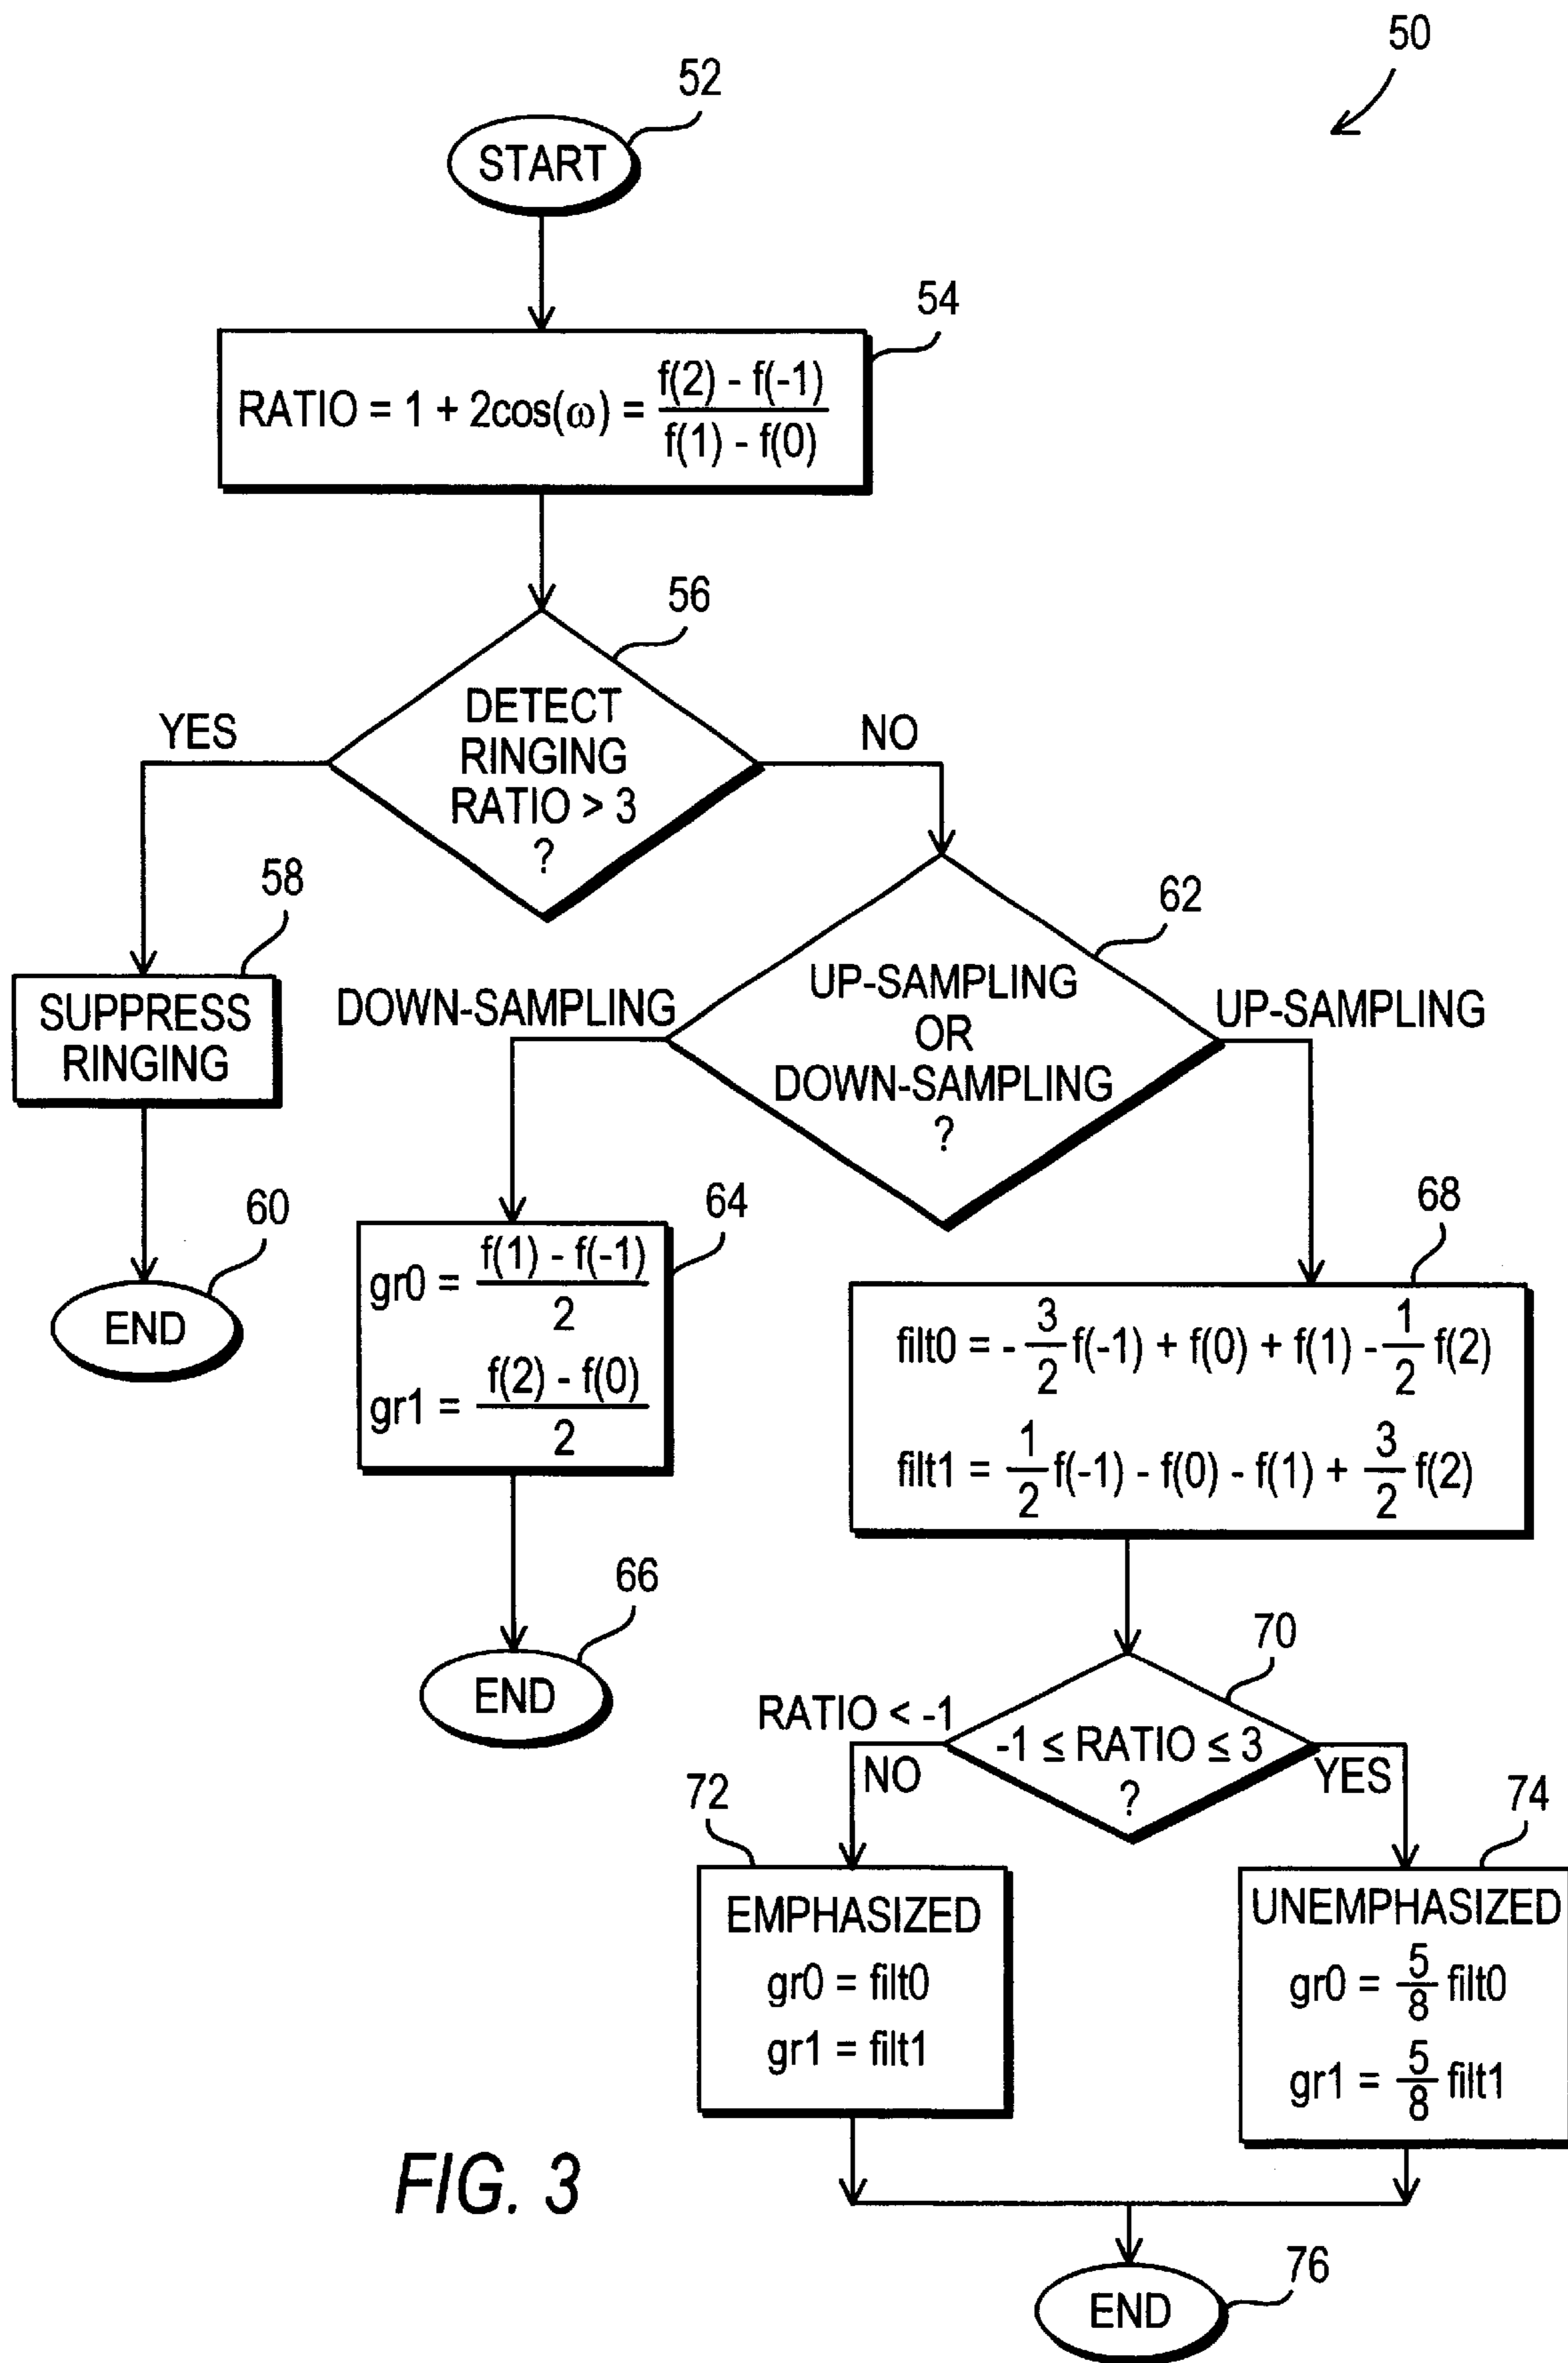 50
52
START
54
RATIO = 1 + 2cos(ω) = f(2) - f(-1) / f(1) - f(0)
56
DETECT
RINGING
RATIO > 3
?
YES
NO
58
SUPPRESS
RINGING
60
END
62
UP-SAMPLING
OR
DOWN-SAMPLING
?
DOWN-SAMPLING
UP-SAMPLING
64
gr0 = f(1) - f(-1) / 2
gr1 = f(2) - f(0) / 2
66
END
68
filt0 = - 3/2 f(-1) + f(0) + f(1) - 1/2 f(2)
filt1 = 1/2 f(-1) - f(0) - f(1) + 3/2 f(2)
70
-1 ≤ RATIO ≤ 3
?
RATIO < -1
NO
YES
72
EMPHASIZED
gr0 = filt0
gr1 = filt1
74
UNEMPHASIZED
gr0 = 5/8 filt0
gr1 = 5/8 filt1
76
END
FIG. 3